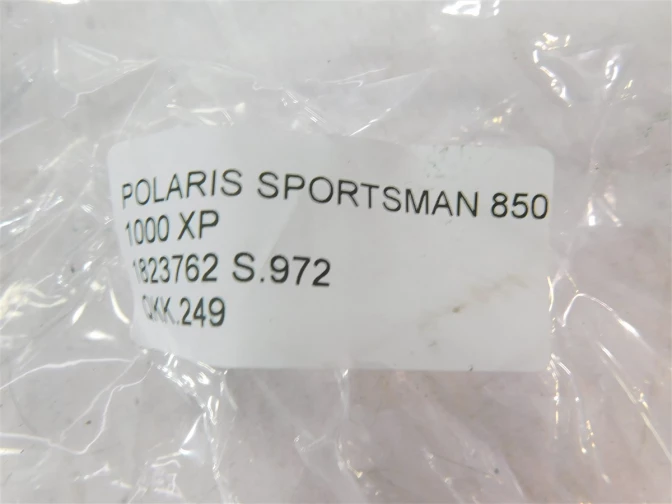 POLARIS SPORTSMAN 850
1000 XP
1823762 S.972
CKK.249